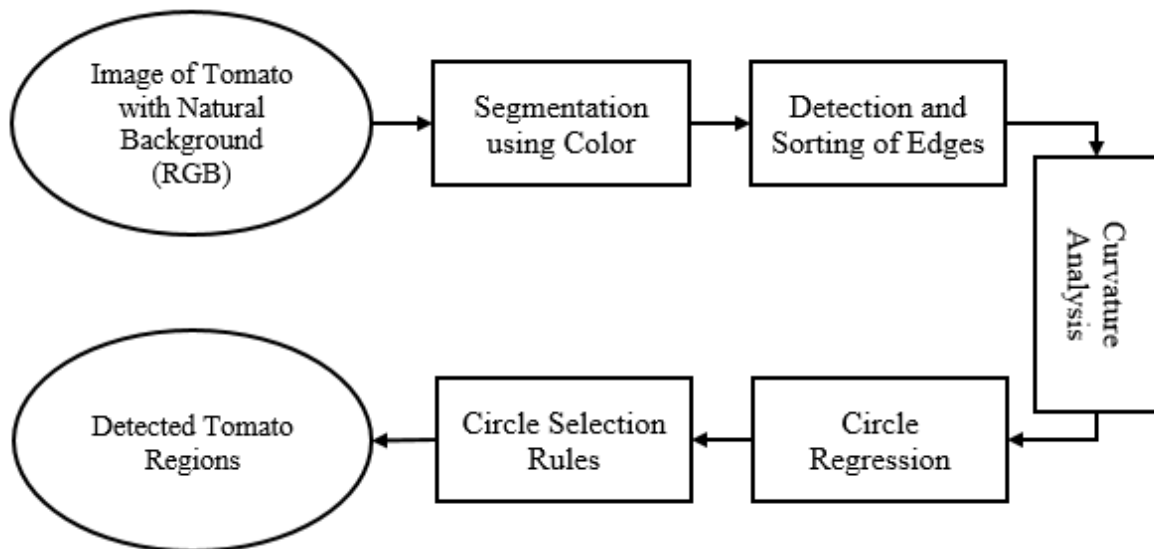 Image of Tomato
with Natural
Background
(RGB)
Segmentation
using Color
Detection and
Sorting of Edges
Curvature
Analysis
Circle
Regression
Circle Selection
Rules
Detected Tomato
Regions